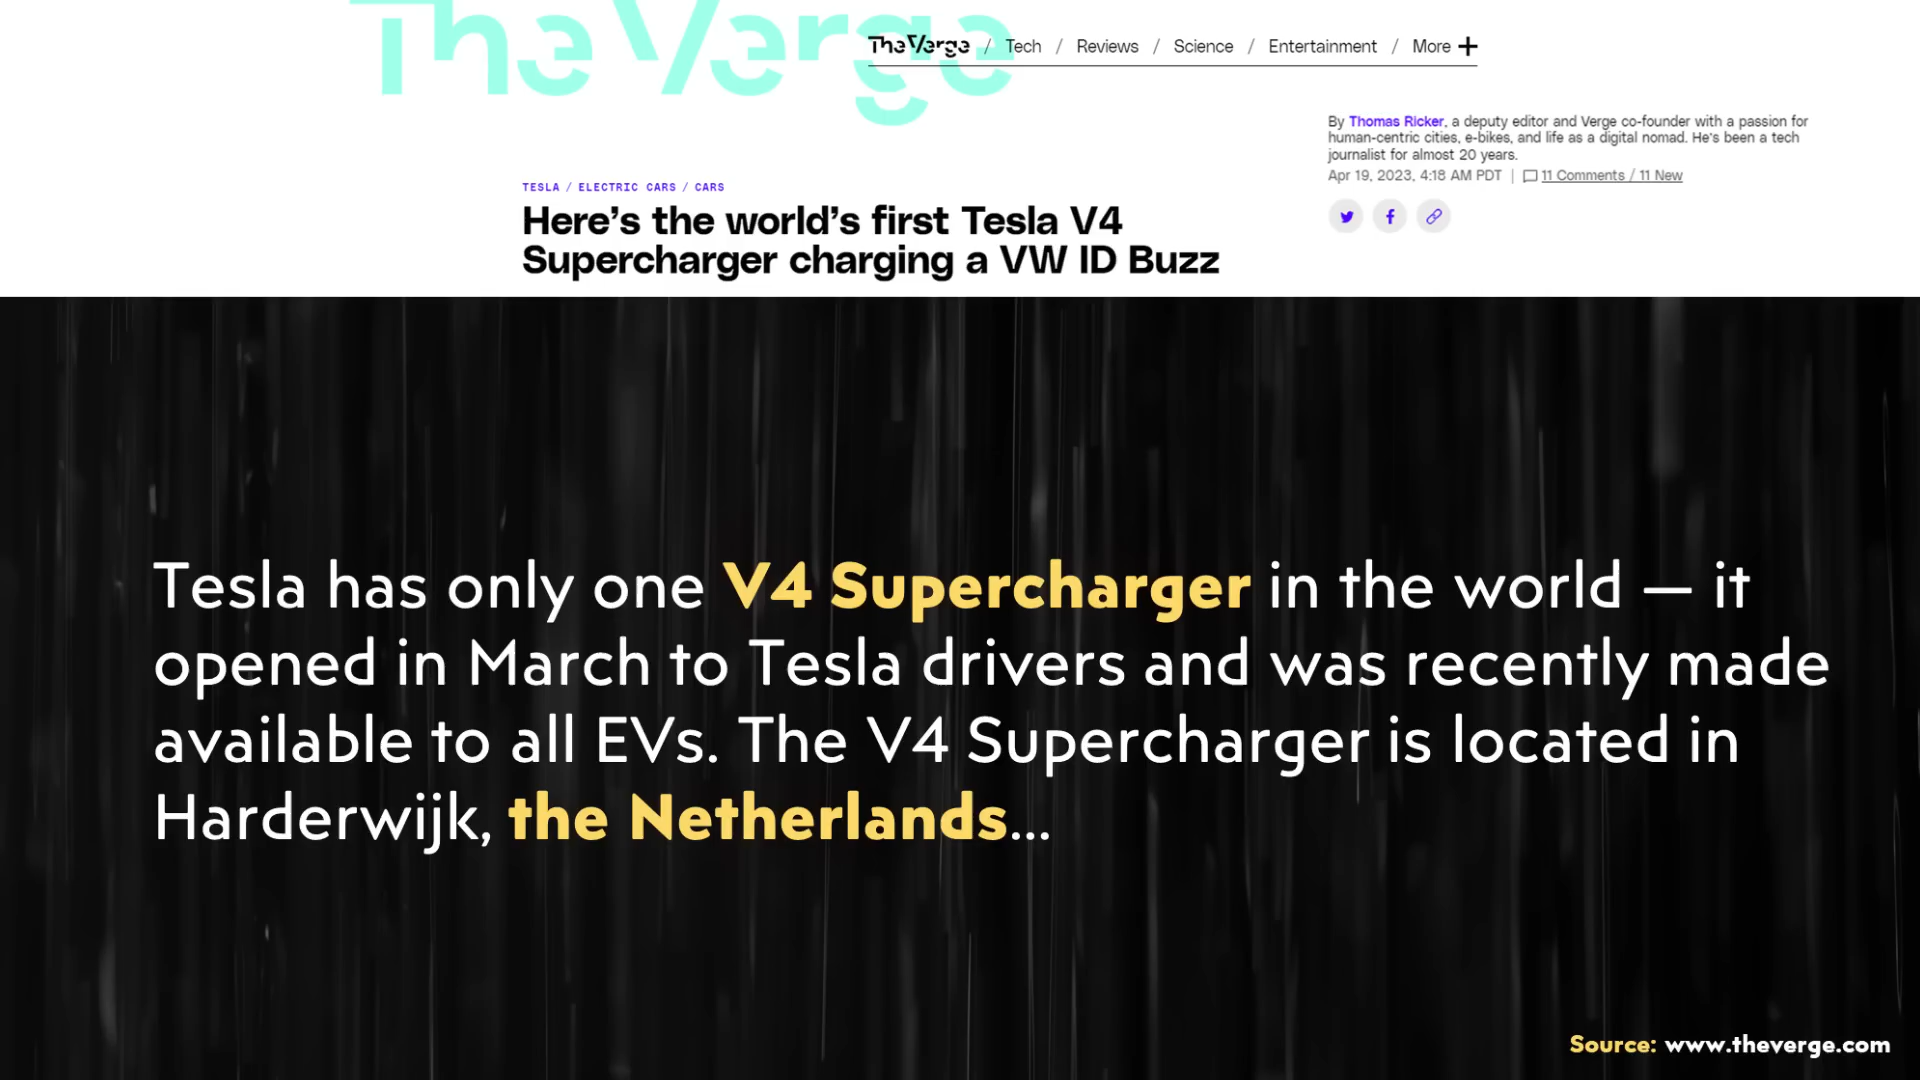 The Verge
The Verge / Tech / Reviews / Science / Entertainment / More +
By Thomas Ricker, a deputy editor and Verge co-founder with a passion for
human-centric cities, e-bikes, and life as a digital nomad. He's been a tech
journalist for almost 20 years.
Apr 19, 2023, 4:18 AM PDT | 11 Comments / 11 New
TESLA / ELECTRIC CARS / CARS
Here's the world's first Tesla V4
Supercharger charging a VW ID Buzz
Tesla has only one V4 Supercharger in the world — it
opened in March to Tesla drivers and was recently made
available to all EVs. The V4 Supercharger is located in
Harderwijk, the Netherlands...
Source: www.theverge.com